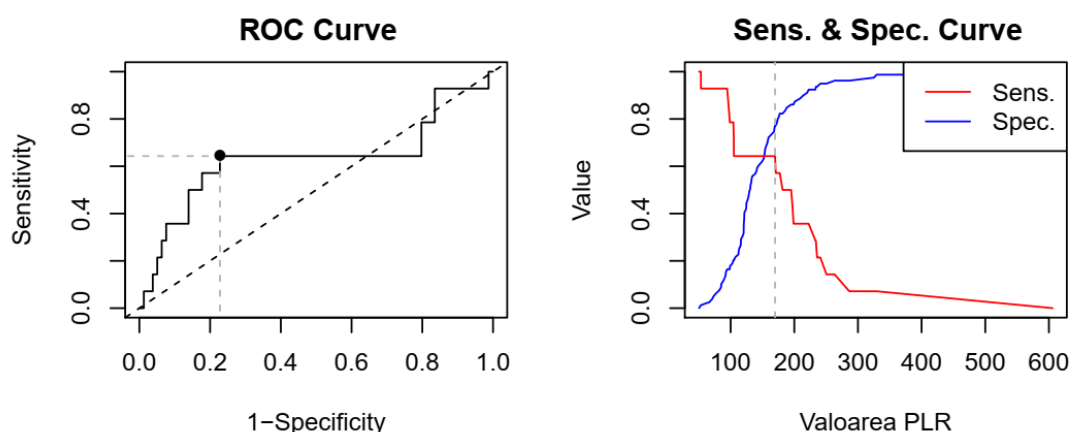 ROC Curve
Sensitivity
0.0 0.4 0.8
0.0 0.2 0.4 0.6 0.8 1.0
1−Specificity
Sens. & Spec. Curve
Value
0.0 0.4 0.8
Sens.
Spec.
100 200 300 400 500 600
Valoarea PLR